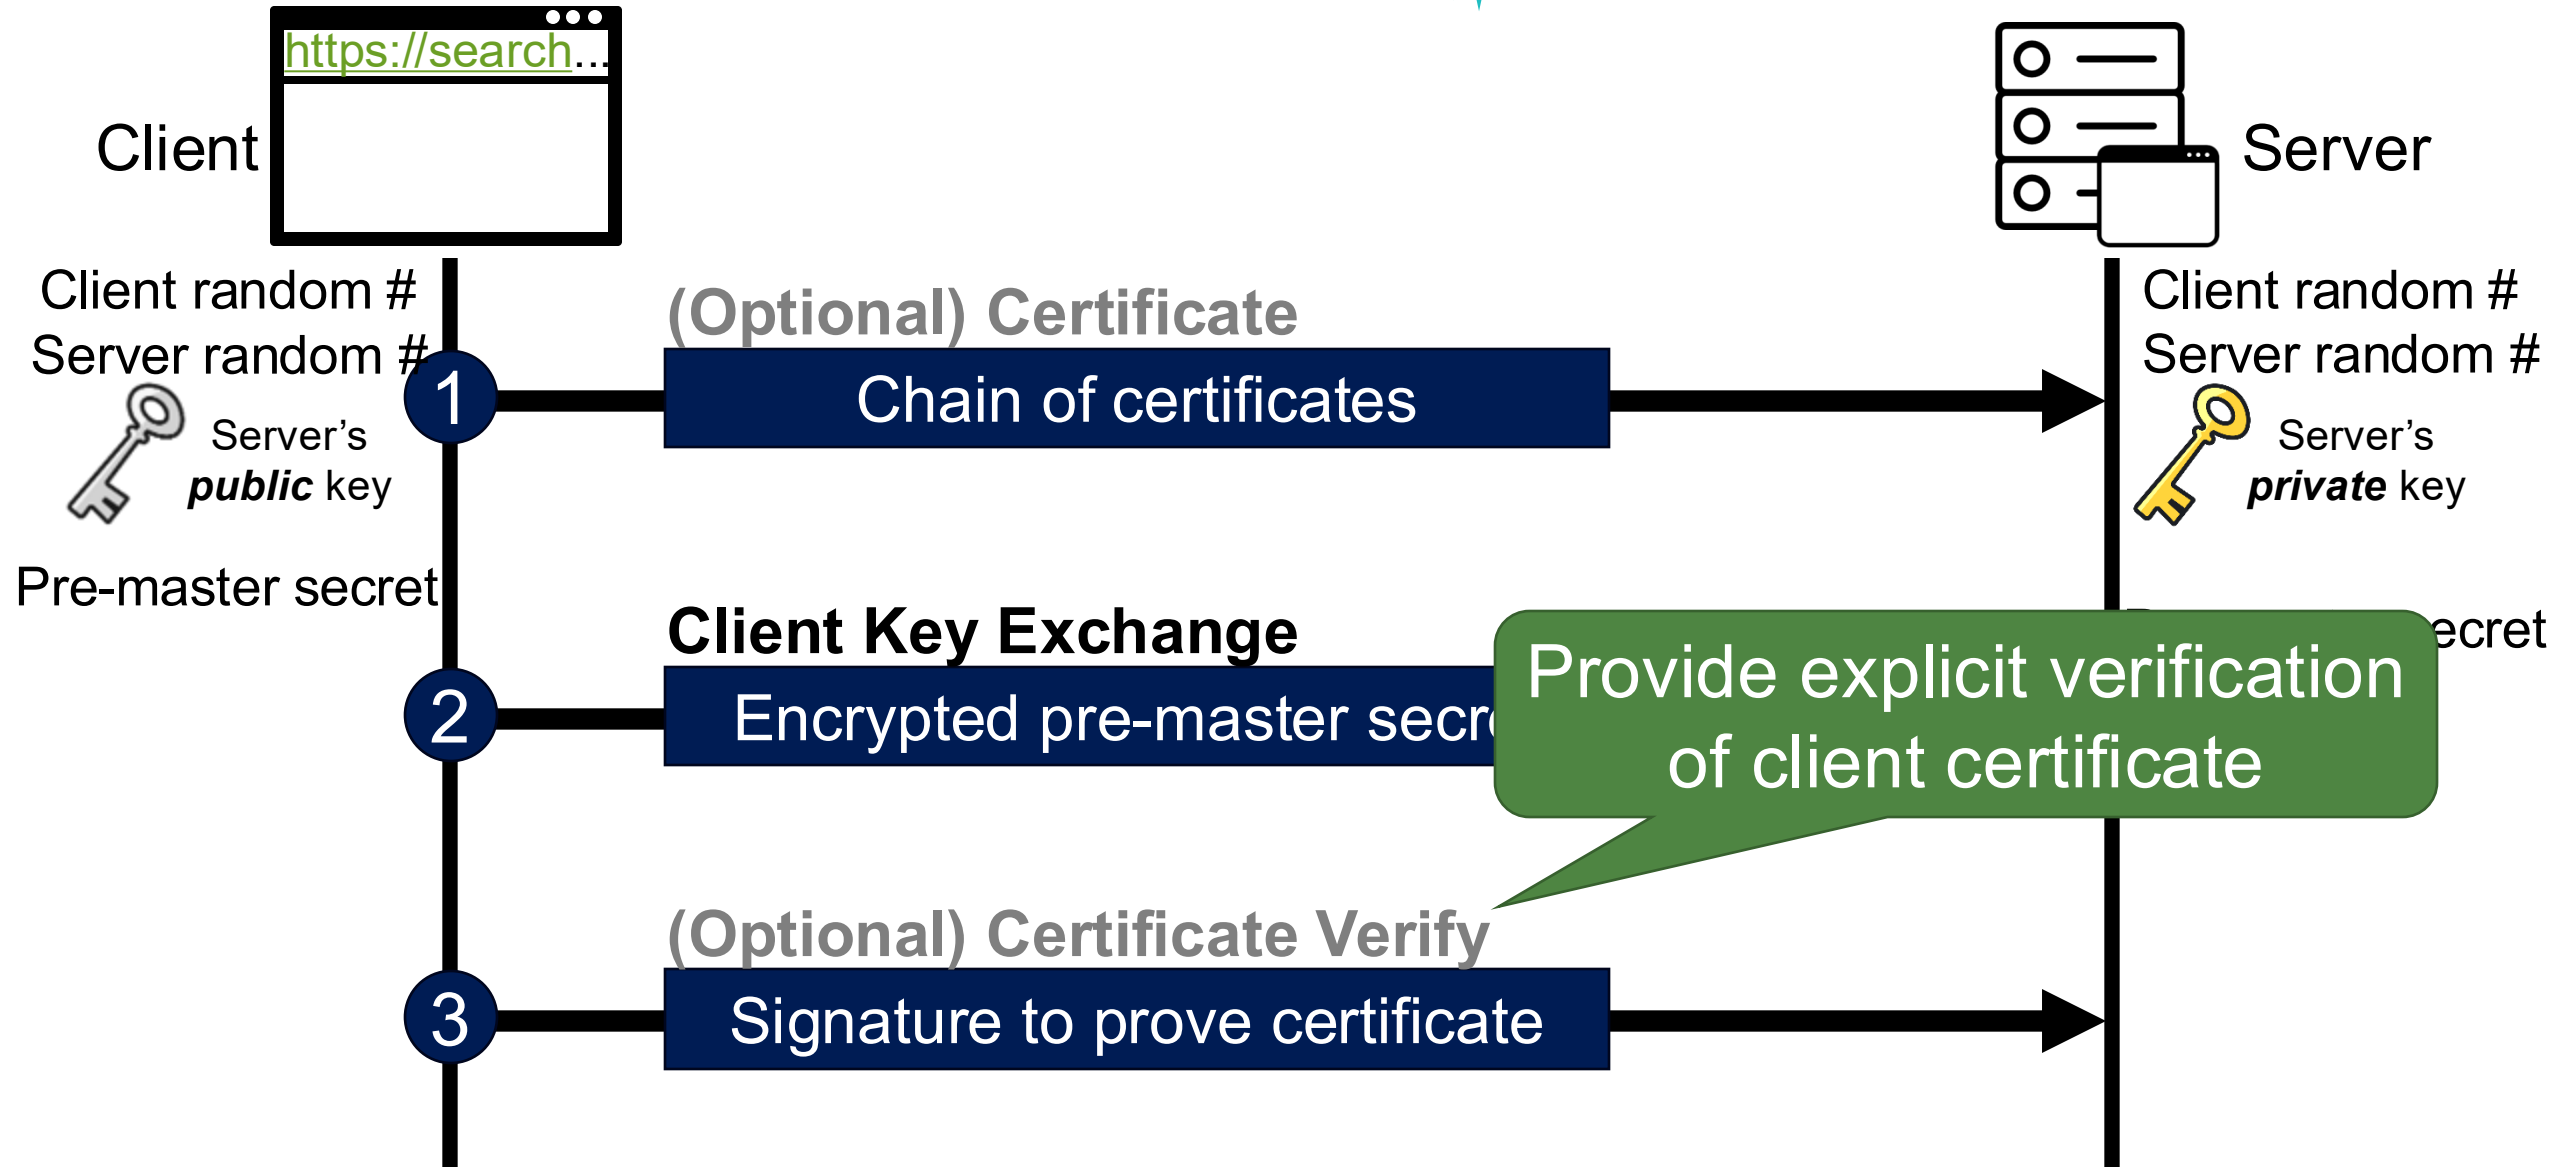 https://search...
Client
Server
Client random #
Server random #
Server's
public key
Pre-master secret
(Optional) Certificate
Chain of certificates
Client random #
Server random #
Server's
private key
Client Key Exchange
Encrypted pre-master
Provide explicit verification
of client certificate
(Optional) Certificate Verify
Signature to prove certificate
1
2
3